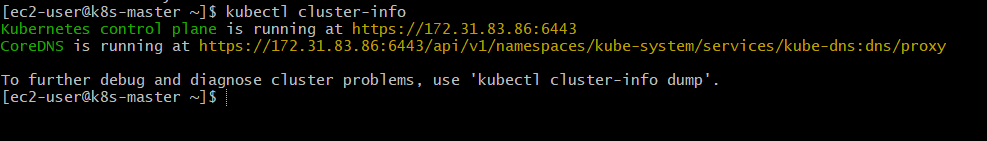 [ec2-user@k8s-master ~]$ kubectl cluster-info
Kubernetes control plane is running at https://172.31.83.86:6443
CoreDNS is running at https://172.31.83.86:6443/api/v1/namespaces/kube-system/services/kube-dns:dns/proxy
To further debug and diagnose cluster problems, use 'kubectl cluster-info dump'.
[ec2-user@k8s-master ~]$